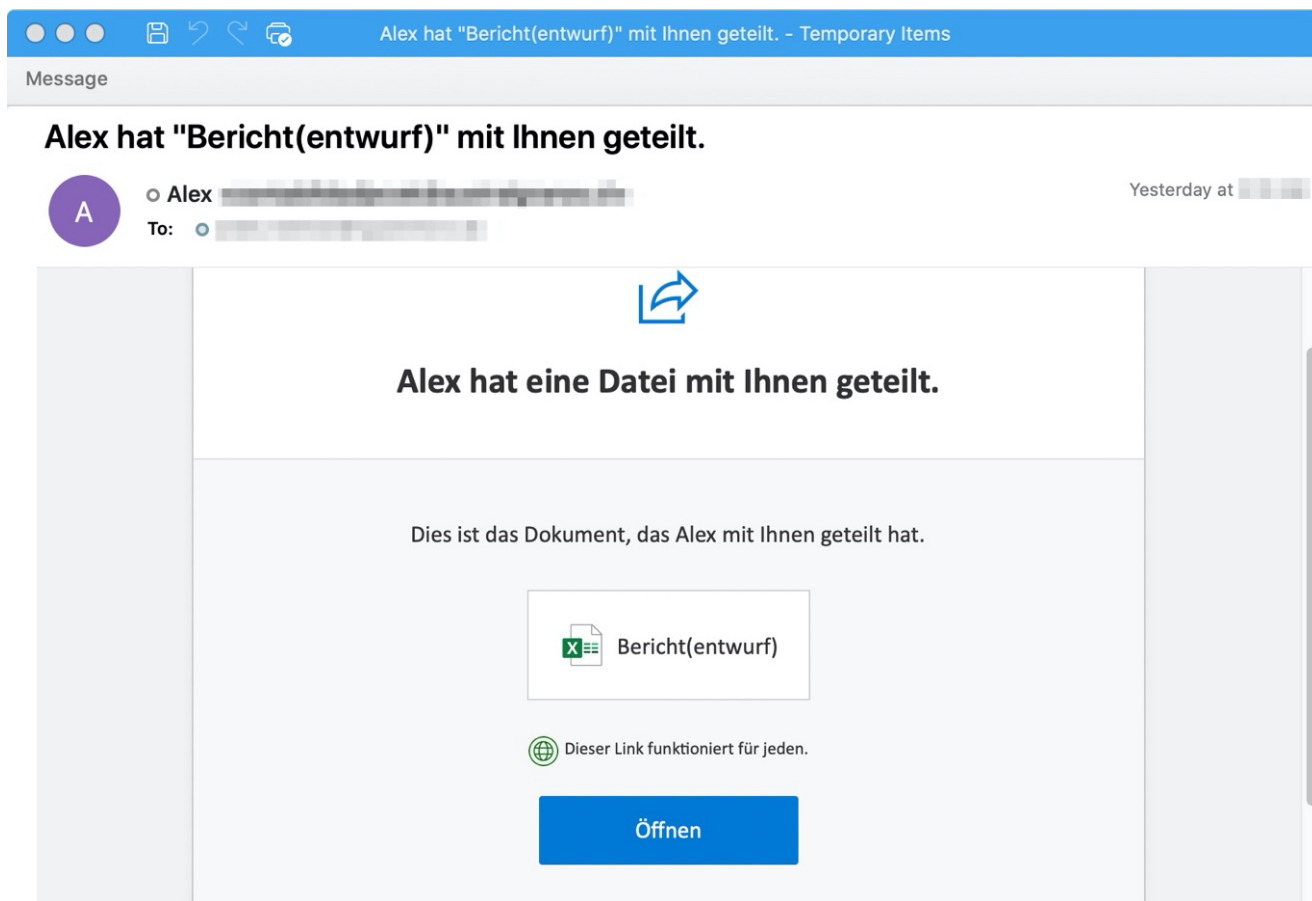 Alex hat "Bericht(entwurf)" mit Ihnen geteilt. - Temporary Items
Message
Alex hat "Bericht(entwurf)" mit Ihnen geteilt.
A
Alex
Yesterday at
To:
Alex hat eine Datei mit Ihnen geteilt.
Dies ist das Dokument, das Alex mit Ihnen geteilt hat.
X
Bericht(entwurf)
Dieser Link funktioniert für jeden.
Öffnen